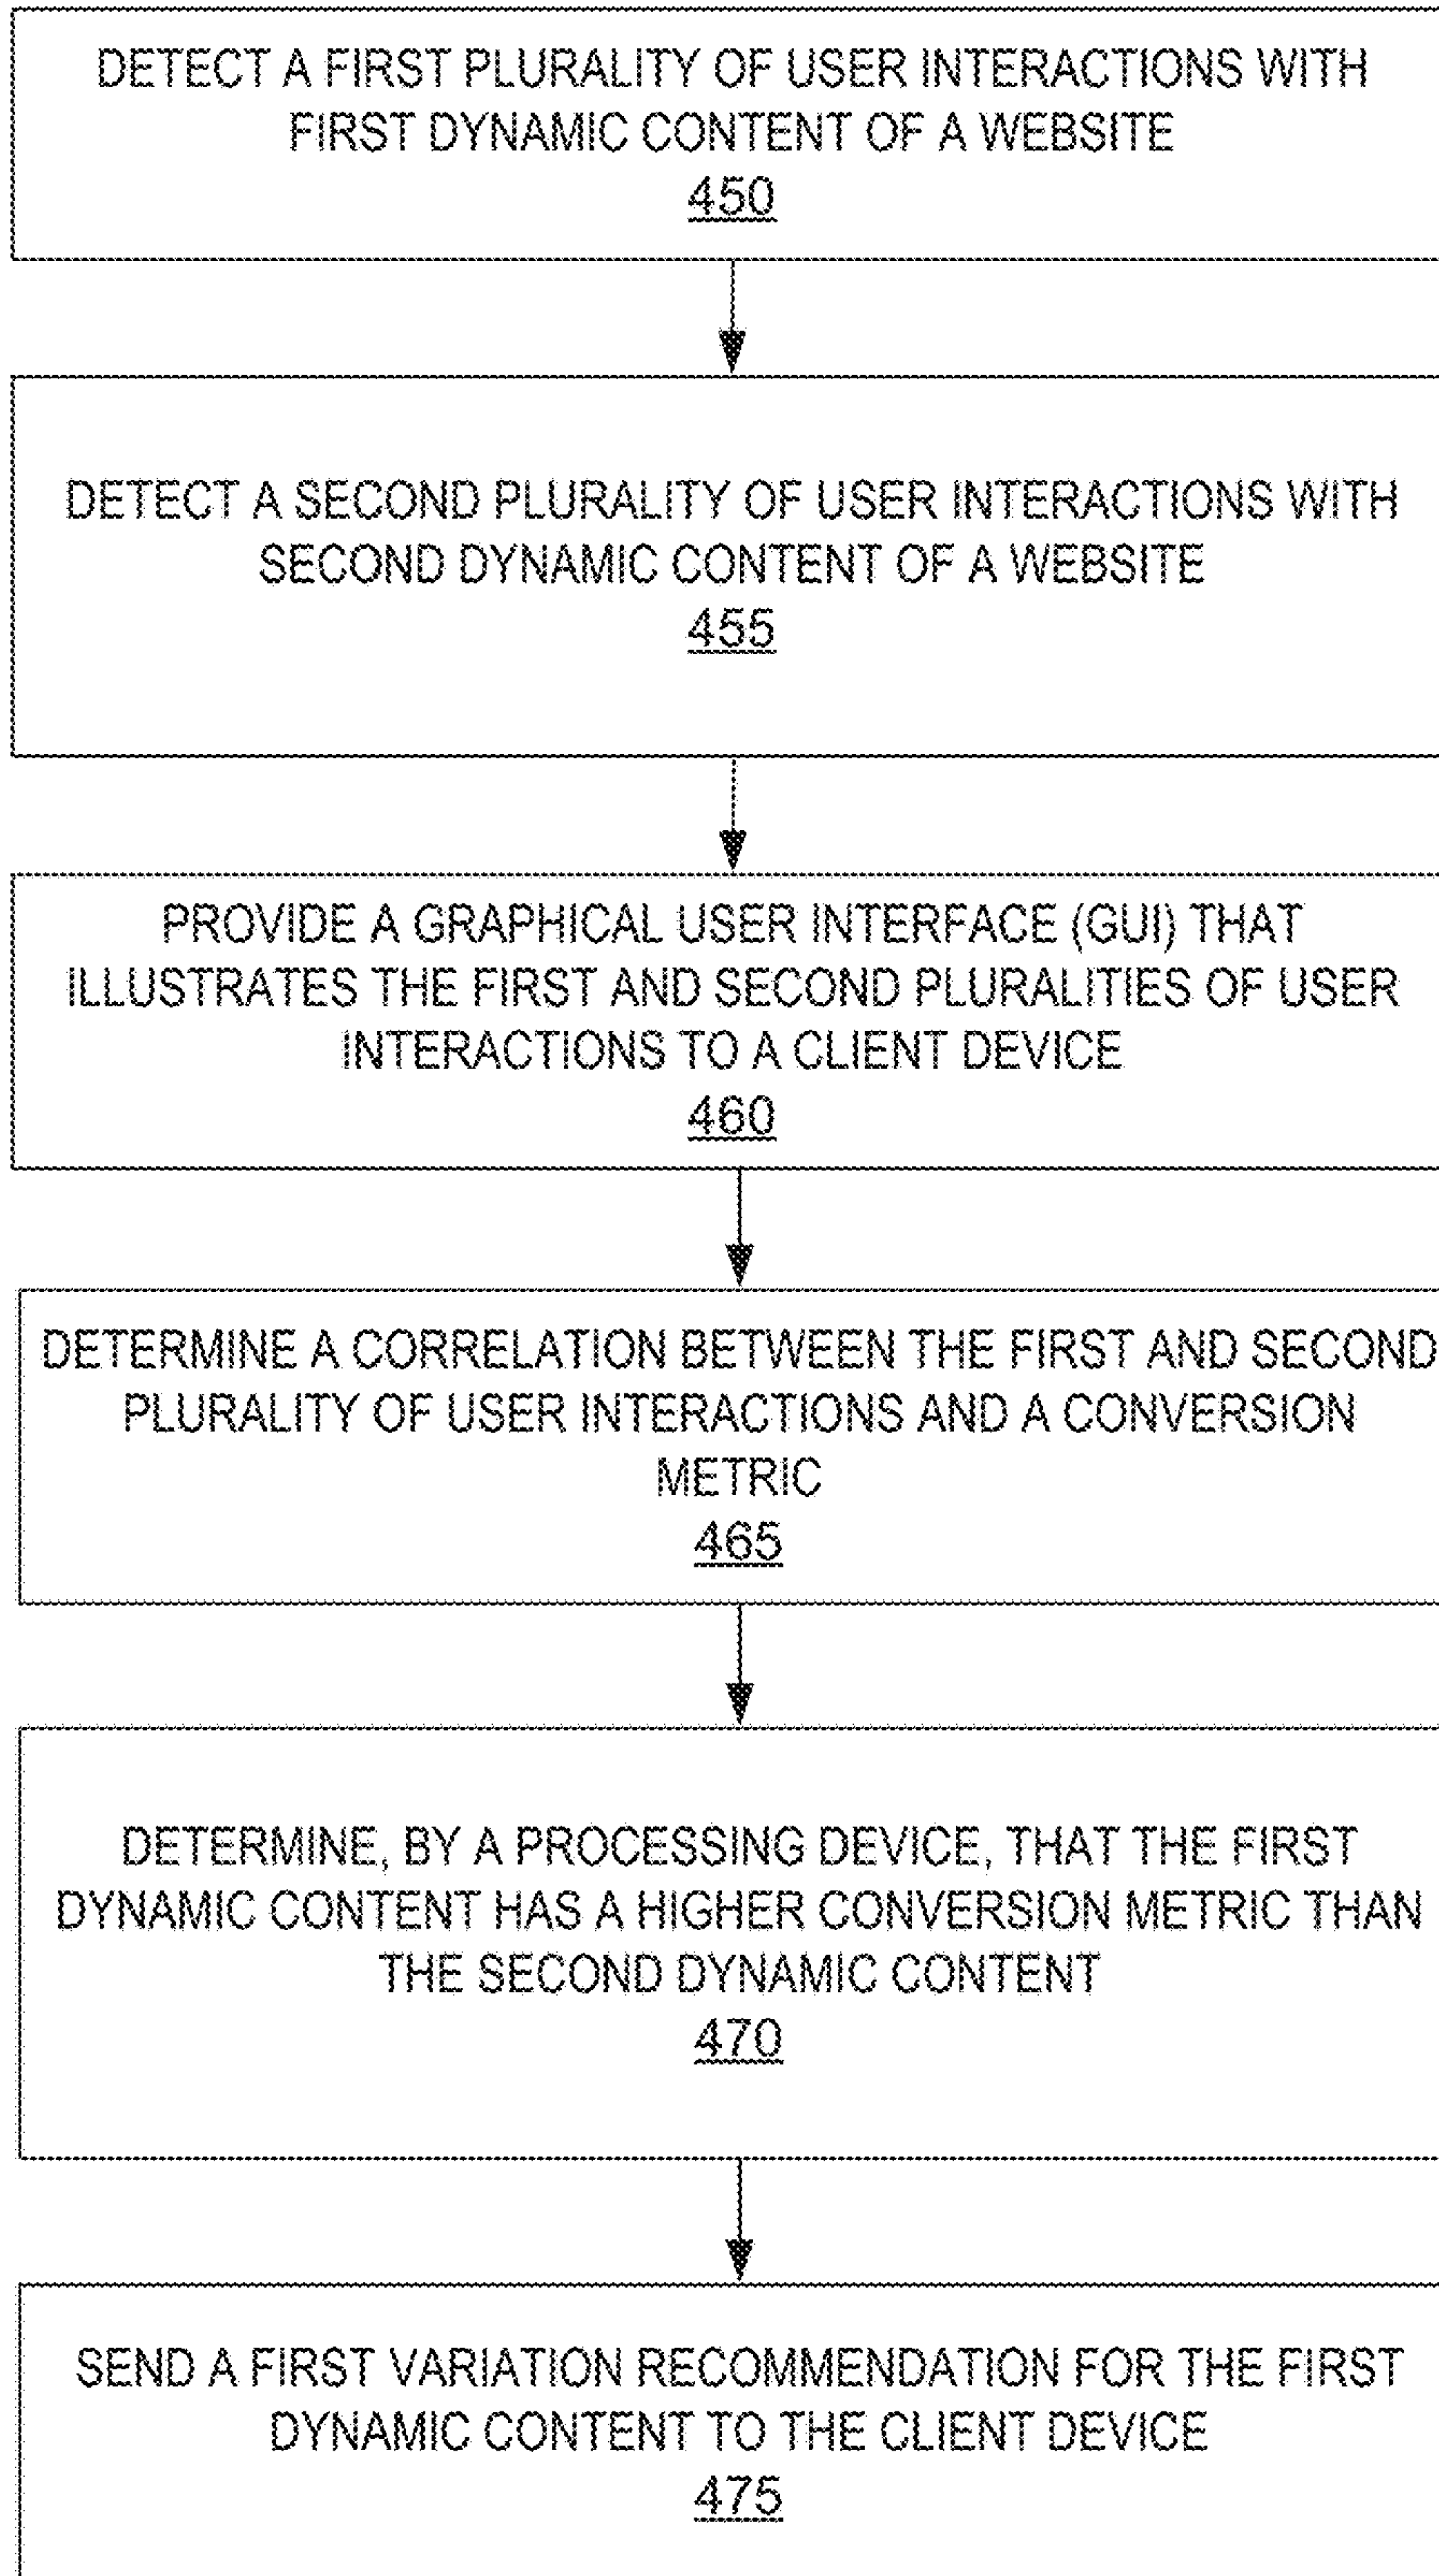 DETECT A FIRST PLURALITY OF USER INTERACTIONS WITH
FIRST DYNAMIC CONTENT OF A WEBSITE
450
DETECT A SECOND PLURALITY OF USER INTERACTIONS WITH
SECOND DYNAMIC CONTENT OF A WEBSITE
455
PROVIDE A GRAPHICAL USER INTERFACE (GUI) THAT
ILLUSTRATES THE FIRST AND SECOND PLURALITIES OF USER
INTERACTIONS TO A CLIENT DEVICE
460
DETERMINE A CORRELATION BETWEEN THE FIRST AND SECOND
PLURALITY OF USER INTERACTIONS AND A CONVERSION
METRIC
465
DETERMINE, BY A PROCESSING DEVICE, THAT THE FIRST
DYNAMIC CONTENT HAS A HIGHER CONVERSION METRIC THAN
THE SECOND DYNAMIC CONTENT
470
SEND A FIRST VARIATION RECOMMENDATION FOR THE FIRST
DYNAMIC CONTENT TO THE CLIENT DEVICE
475